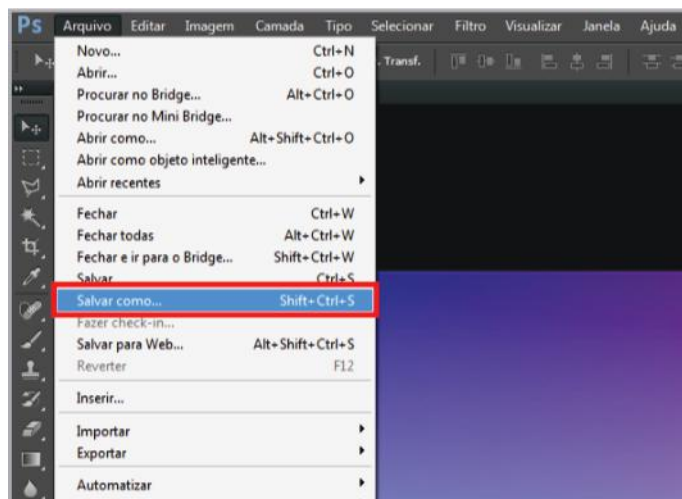 Ps Arquivo Editar Imagem Camada Tipo Selecionar Filtro Visualizar Janela Ajuda
. Transf.
Novo... Ctrl+N
Abrir... Ctrl+O
Procurar no Bridge... Alt+Ctrl+O
Procurar no Mini Bridge...
Abrir como... Alt+Shift+Ctrl+O
Abrir como objeto inteligente...
Abrir recentes
Fechar Ctrl+W
Fechar todas Alt+Ctrl+W
Fechar e ir para o Bridge... Shift+Ctrl+W
Salvar Ctrl+S
Salvar como... Shift+Ctrl+S
Fazer check-in...
Salvar para Web... Alt+Shift+Ctrl+S
Reverter F12
Inserir...
Importar
Exportar
Automatizar